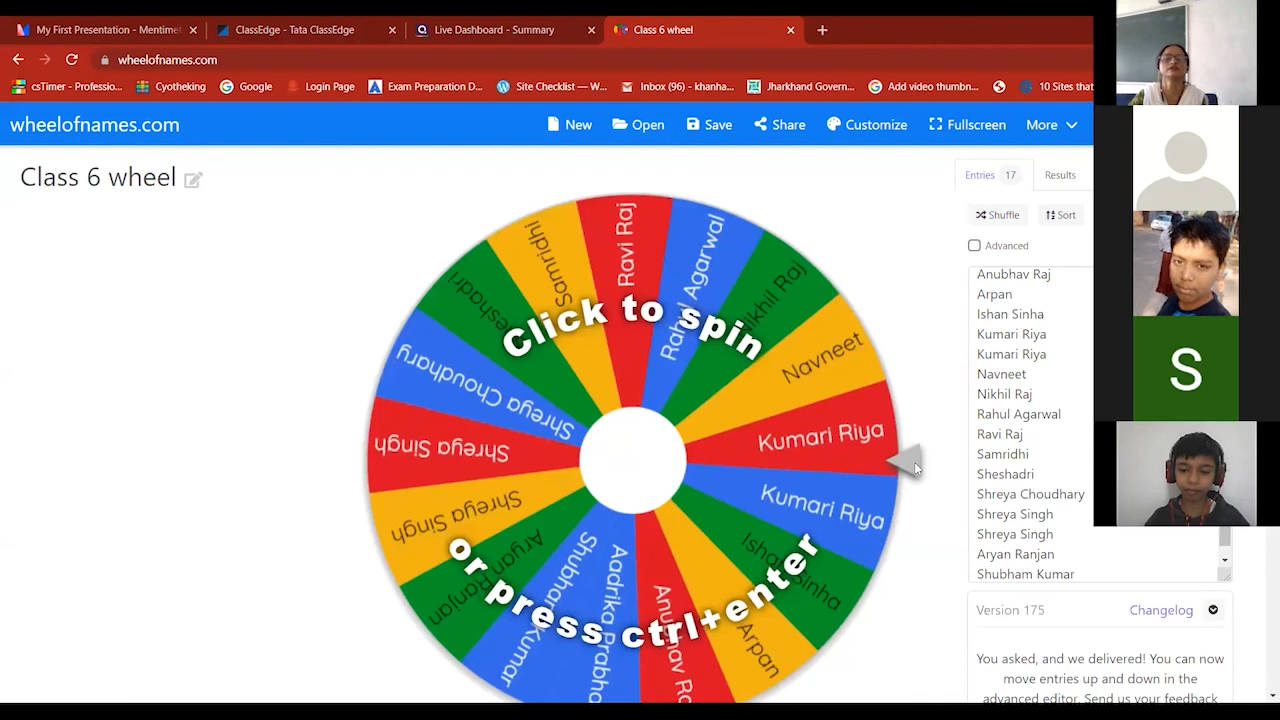 My First Presentation - Mentime
ClassEdge - Tata ClassEdge
Live Dashboard - Summary
Class 6 wheel
wheelofnames.com
csTimer - Professio...
Cyotheking
Google
Login Page
Exam Preparation D...
Site Checklist — W...
Inbox (96) - khanha...
Jharkhand Govern...
Add video thumbn...
10 Sites that
wheelofnames.com
New
Open
Save
Share
Customize
Fullscreen
More
Class 6 wheel
Entries 17
Results
Shuffle
Sort
Advanced
Anubhav Raj
Arpan
Ishan Sinha
Kumari Riya
Kumari Riya
Navneet
Nikhil Raj
Rahul Agarwal
Ravi Raj
Samridhi
Sheshadri
Shreya Choudhary
Shreya Singh
Shreya Singh
Aryan Ranjan
Shubham Kumar
Click to spin
or press ctrl+enter
Ravi Raj
Rahul Agarwal
Nikhil Raj
Navneet
Kumari Riya
Kumari Riya
Ishan Sinha
Arpan
Anubhav Ra
Aadrika prabha
Shubham Kumar
Aryan Ranjan
Shreya Singh
Shreya Singh
Shreya Choudhary
eshadri
Samridhi
Version 175
Changelog
You asked, and we delivered! You can now
move entries up and down in the
advanced editor. Send us your feedback
S